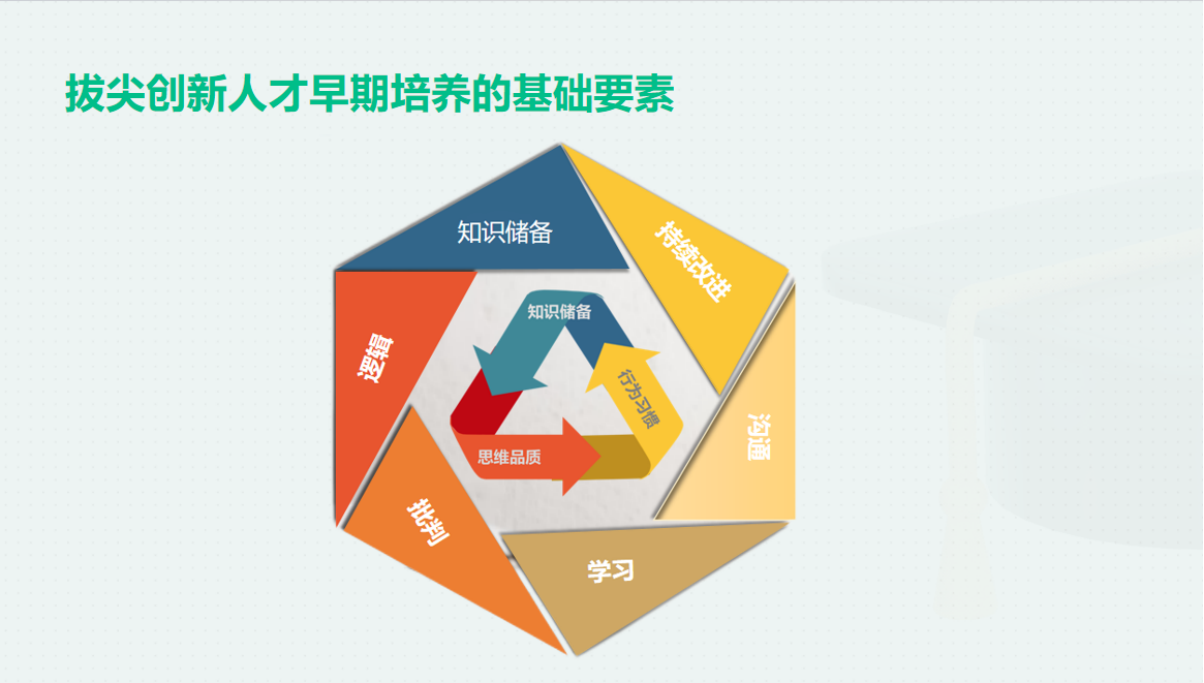 拔尖创新人才早期培养的基础要素
知识储备
持续改进
知识储备
逻辑
行为习惯
沟通
思维品质
批判
学习